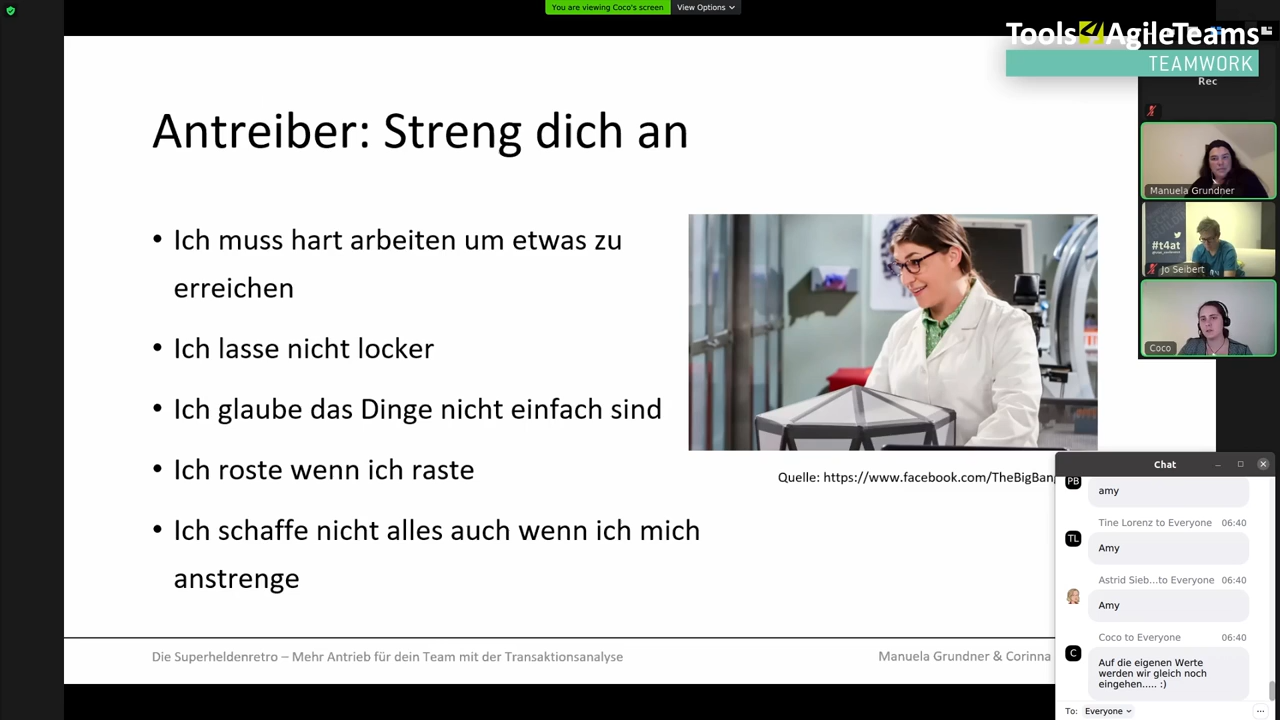 You are viewing Coco's screen
View Options
Tools4AgileTeams
TEAMWORK
Rec
Antreiber: Streng dich an
• Ich muss hart arbeiten um etwas zu
erreichen
• Ich lasse nicht locker
• Ich glaube das Dinge nicht einfach sind
• Ich roste wenn ich raste
• Ich schaffe nicht alles auch wenn ich mich
anstrenge
Quelle: https://www.facebook.com/TheBigBan
Die Superheldenretro – Mehr Antrieb für dein Team mit der Transaktionsanalyse
Manuela Grundner & Corinna
Manuela Grundner
#t4at
Jo Seibert
Coco
Chat
PB
amy
Tine Lorenz to Everyone 06:40
TL
Amy
Astrid Sieb...to Everyone 06:40
Amy
Coco to Everyone 06:40
C
Auf die eigenen Werte
werden wir gleich noch
eingehen..... :)
To: Everyone